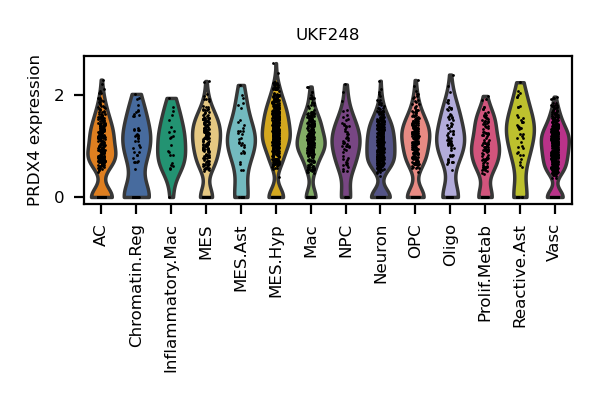 UKF248
PRDX4 expression
2
0
AC
Chromatin.Reg
Inflammatory.Mac
MES
MES.Ast
MES.Hyp
Mac
NPC
Neuron
OPC
Oligo
Prolif.Metab
Reactive.Ast
Vasc